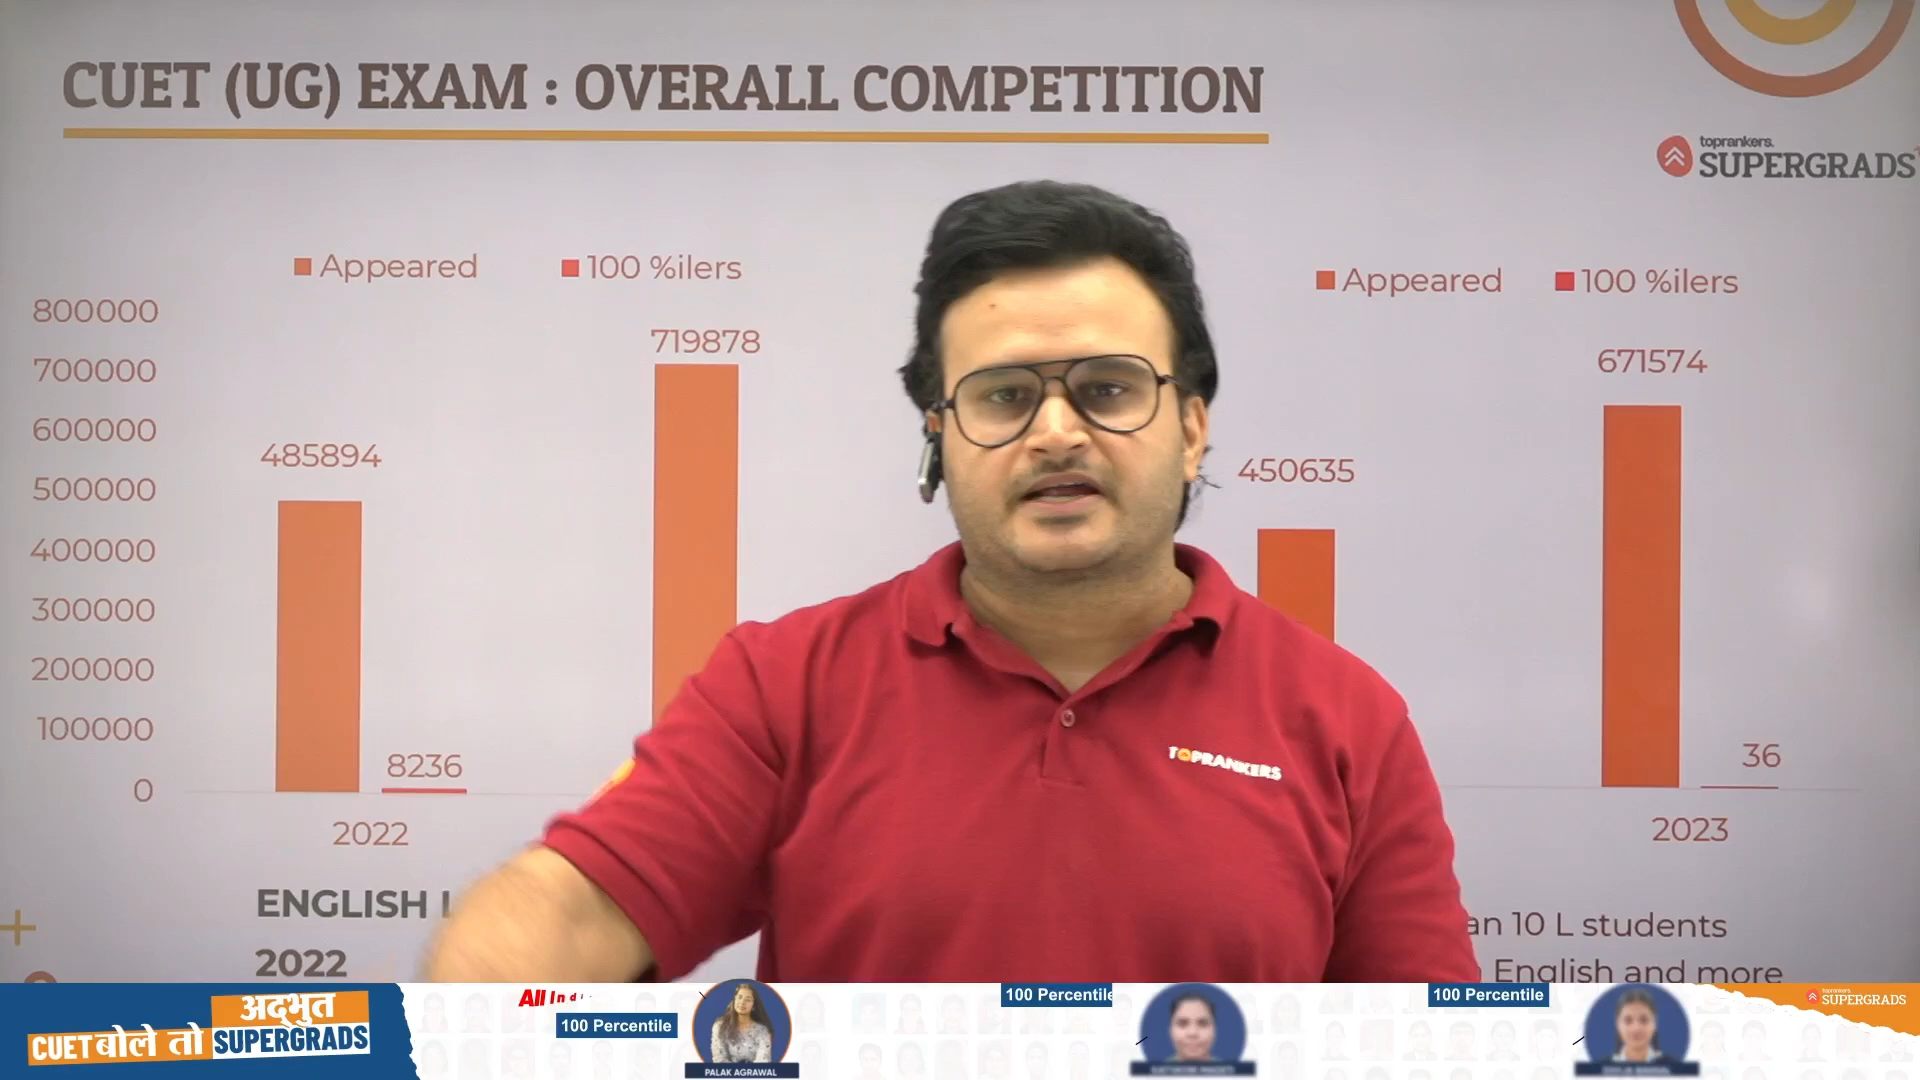 CUET (UG) EXAM : OVERALL COMPETITION
toprankers.
SUPERGRADS
Appeared 100 %ilers
800000
700000
600000
500000
400000
300000
200000
100000
0
485894
8236
719878
2022
Appeared 100 %ilers
450635
671574
36
2023
ENGLISH
2022
10 L students
English and more
TOPRANKERS
CUET बोले तो
अद्भुत
SUPERGRADS
All
100 Percentile
PALAK AGRAWAL
100 Percentile
100 Percentile
SUPERGRADS